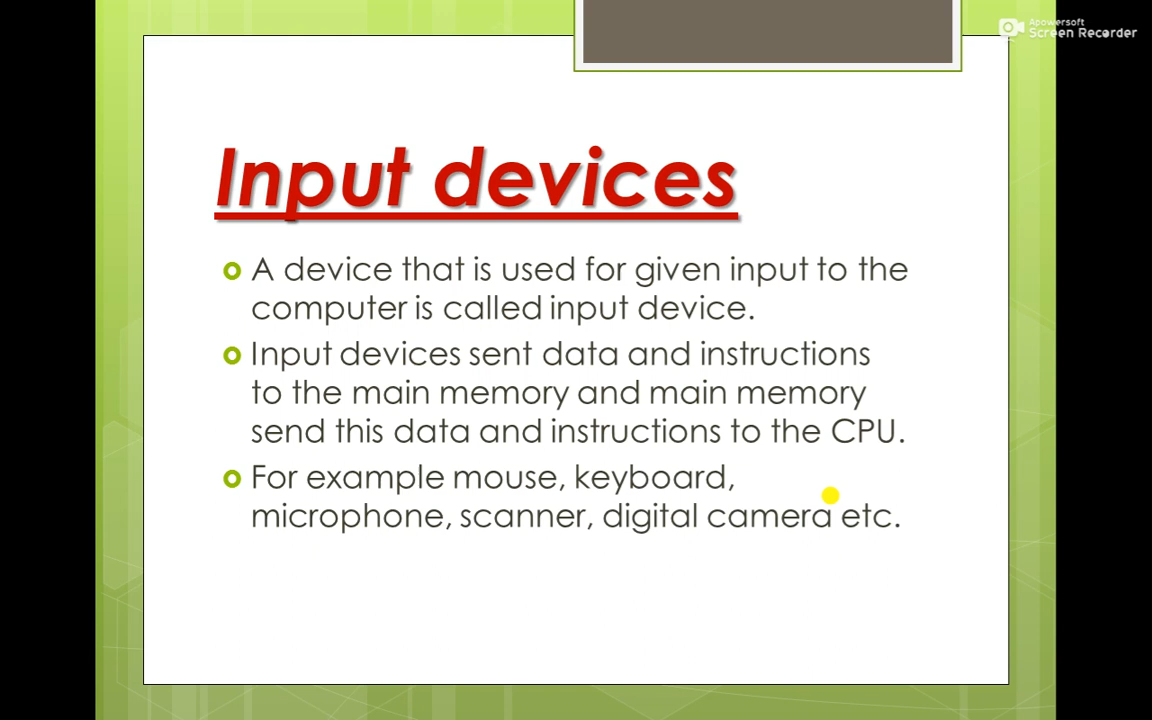 Apowersoft
Screen Recorder
Input devices
A device that is used for given input to the
computer is called input device.
Input devices sent data and instructions
to the main memory and main memory
send this data and instructions to the CPU.
For example mouse, keyboard,
microphone, scanner, digital camera etc.